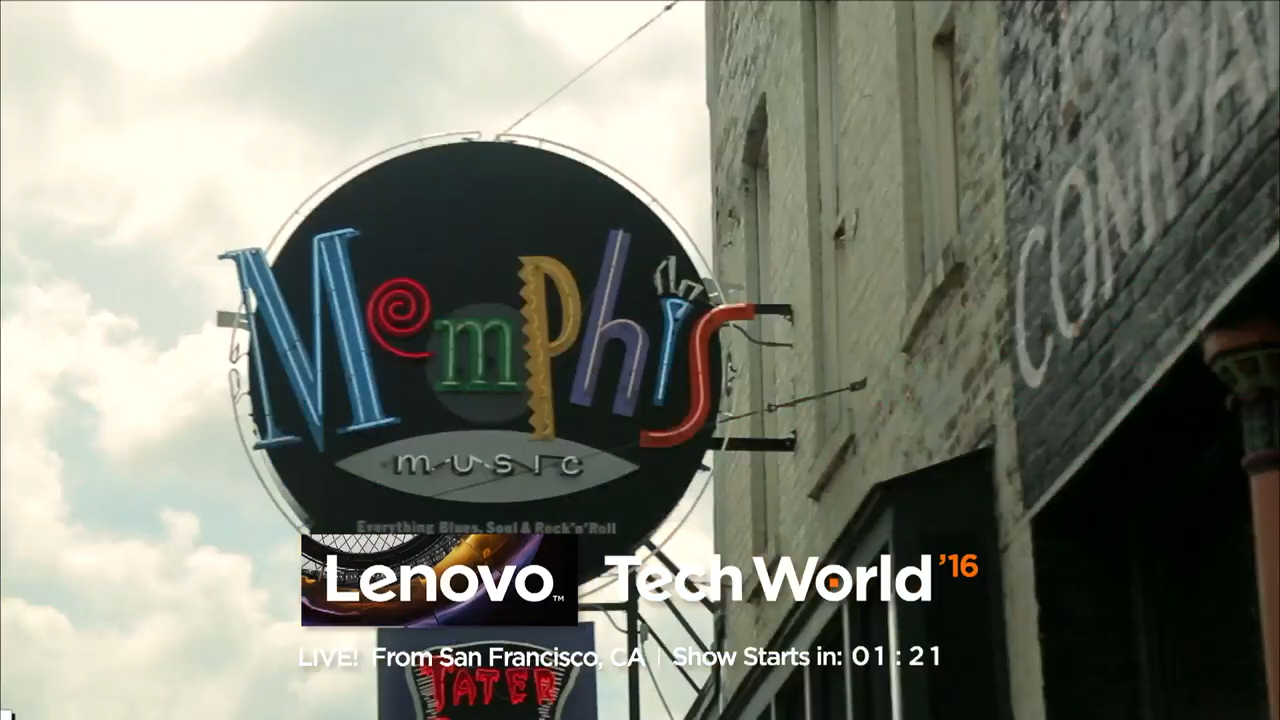 COMPA
Memphis
music
Everything Blues, Soul & Rock'n'Roll
Lenovo™ Tech World '16
LIVE! From San Francisco, CA | Show Starts in: 01 : 21
TATER